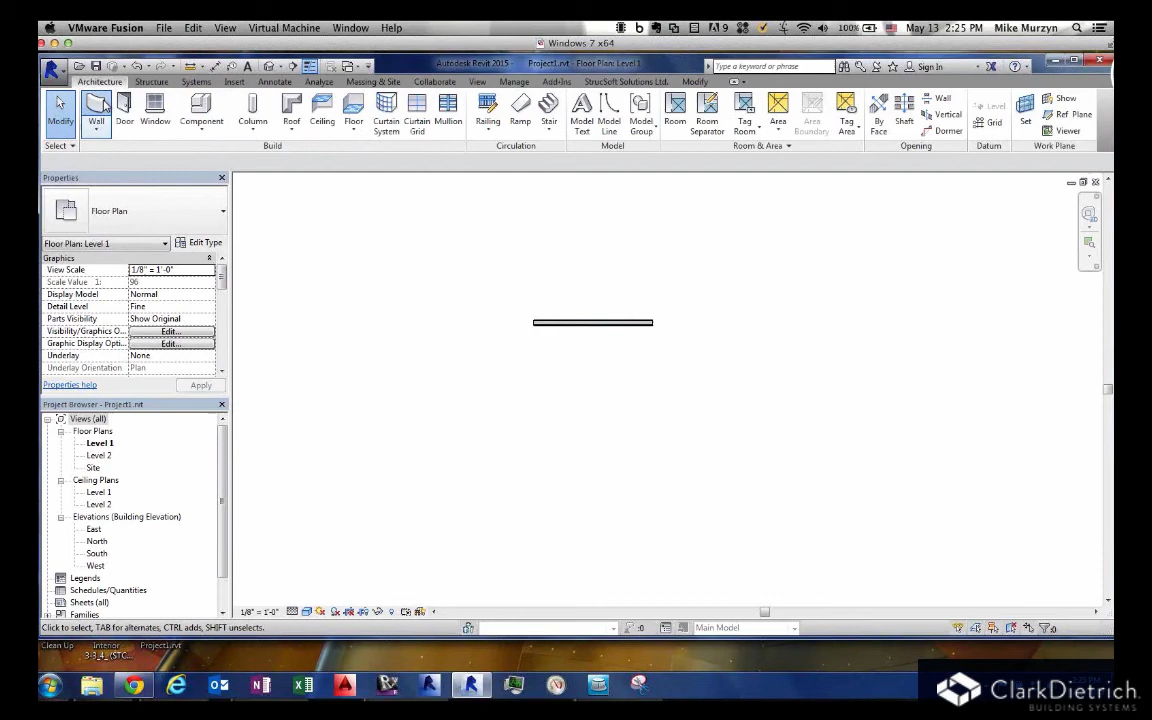 VMware Fusion File Edit View Virtual Machine Window Help 9 100% May 13 2:25 PM Mike Murzyn
Windows 7 x64
Autodesk Revit 2015 - Project1.rvt - Floor Plan: Level 1 Type a keyword or phrase Sign In
Architecture Structure Systems Insert Annotate Analyze Massing & Site Collaborate View Manage Add-Ins StrucSoft Solutions Ltd. Modify
Modify Wall Door Window Component Column Roof Ceiling Floor Curtain System Curtain Grid Mullion Railing Ramp Stair Model Text Model Line Model Group Room Room Separator Tag Room Area Area Boundary Tag Area By Face Shaft Wall Vertical Dormer Level Grid Set Show Ref Plane Viewer
Select Build Circulation Model Room & Area Opening Datum Work Plane
Properties
Floor Plan
Floor Plan: Level 1 Edit Type
Graphics
View Scale 1/8" = 1'-0"
Scale Value 1: 96
Display Model Normal
Detail Level Fine
Parts Visibility Show Original
Visibility/Graphics O... Edit...
Graphic Display Opti... Edit...
Underlay None
Underlay Orientation Plan
Properties help Apply
Project Browser - Project1.rvt
Views (all)
Floor Plans
Level 1
Level 2
Site
Ceiling Plans
Level 1
Level 2
Elevations (Building Elevation)
East
North
South
West
Legends
Schedules/Quantities
Sheets (all)
Families
1/8" = 1'-0"
Click to select, TAB for alternates, CTRL adds, SHIFT unselects. :0 Main Model :0
Clean Up Interior Project1.rvt
3-3_4_ (STC...
ClarkDietrich
BUILDING SYSTEMS